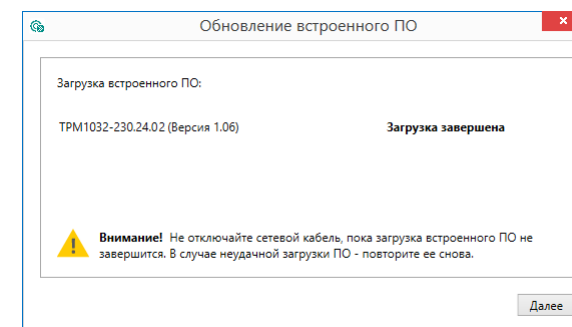 Обновление встроенного ПО
Загрузка встроенного ПО:
ТРМ1032-230.24.02 (Версия 1.06) Загрузка завершена
Внимание! Не отключайте сетевой кабель, пока загрузка встроенного ПО не
завершится. В случае неудачной загрузки ПО - повторите ее снова.
Далее